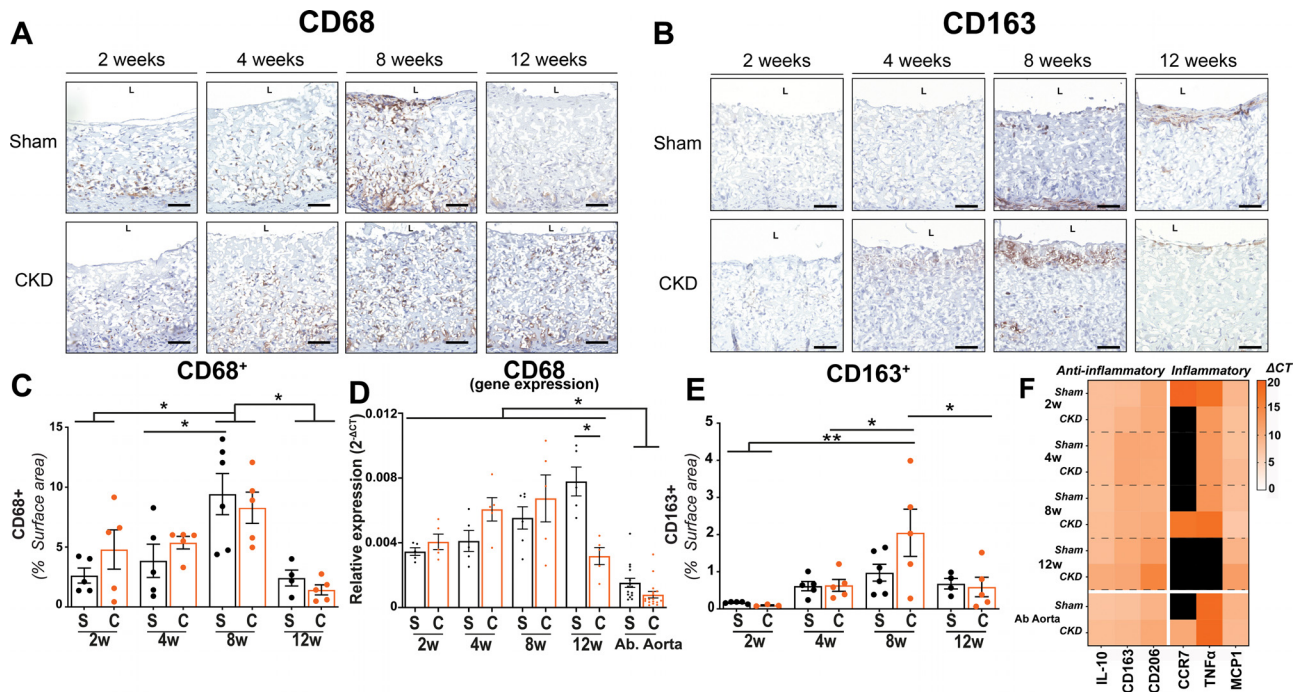 A
CD68
2 weeks
4 weeks
8 weeks
12 weeks
Sham
L
L
L
L
CKD
L
L
L
L
B
CD163
2 weeks
4 weeks
8 weeks
12 weeks
Sham
L
L
L
L
CKD
L
L
L
L
C
CD68⁺
CD68+
(% Surface area)
15
10
5
0
*
*
*
S C S C S C S C
2w 4w 8w 12w
D
CD68
(gene expression)
Relative expression (2^-ΔCT)
0.012
0.008
0.004
0.000
*
*
S C S C S C S C S C
2w 4w 8w 12w Ab. Aorta
E
CD163⁺
CD163+
(% Surface area)
5
4
3
2
1
0
**
*
*
S C S C S C S C
2w 4w 8w 12w
F
Anti-inflammatory Inflammatory
ΔCT
20
15
10
5
0
Sham
2w
CKD
Sham
4w
CKD
Sham
8w
CKD
Sham
12w
CKD
Sham
Ab Aorta
CKD
IL-10
CD163
CD206
CCR7
TNFα
MCP1